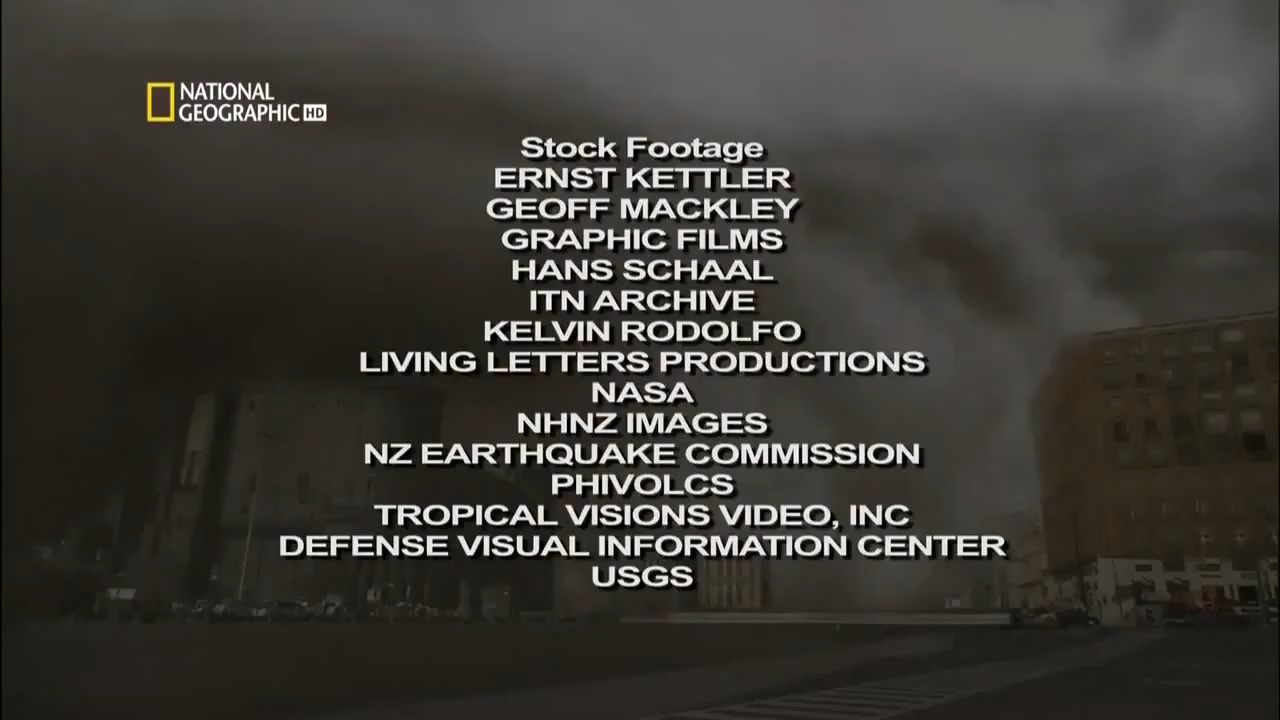 NATIONAL
GEOGRAPHIC HD
Stock Footage
ERNST KETTLER
GEOFF MACKLEY
GRAPHIC FILMS
HANS SCHAAL
ITN ARCHIVE
KELVIN RODOLFO
LIVING LETTERS PRODUCTIONS
NASA
NHNZ IMAGES
NZ EARTHQUAKE COMMISSION
PHIVOLCS
TROPICAL VISIONS VIDEO, INC
DEFENSE VISUAL INFORMATION CENTER
USGS